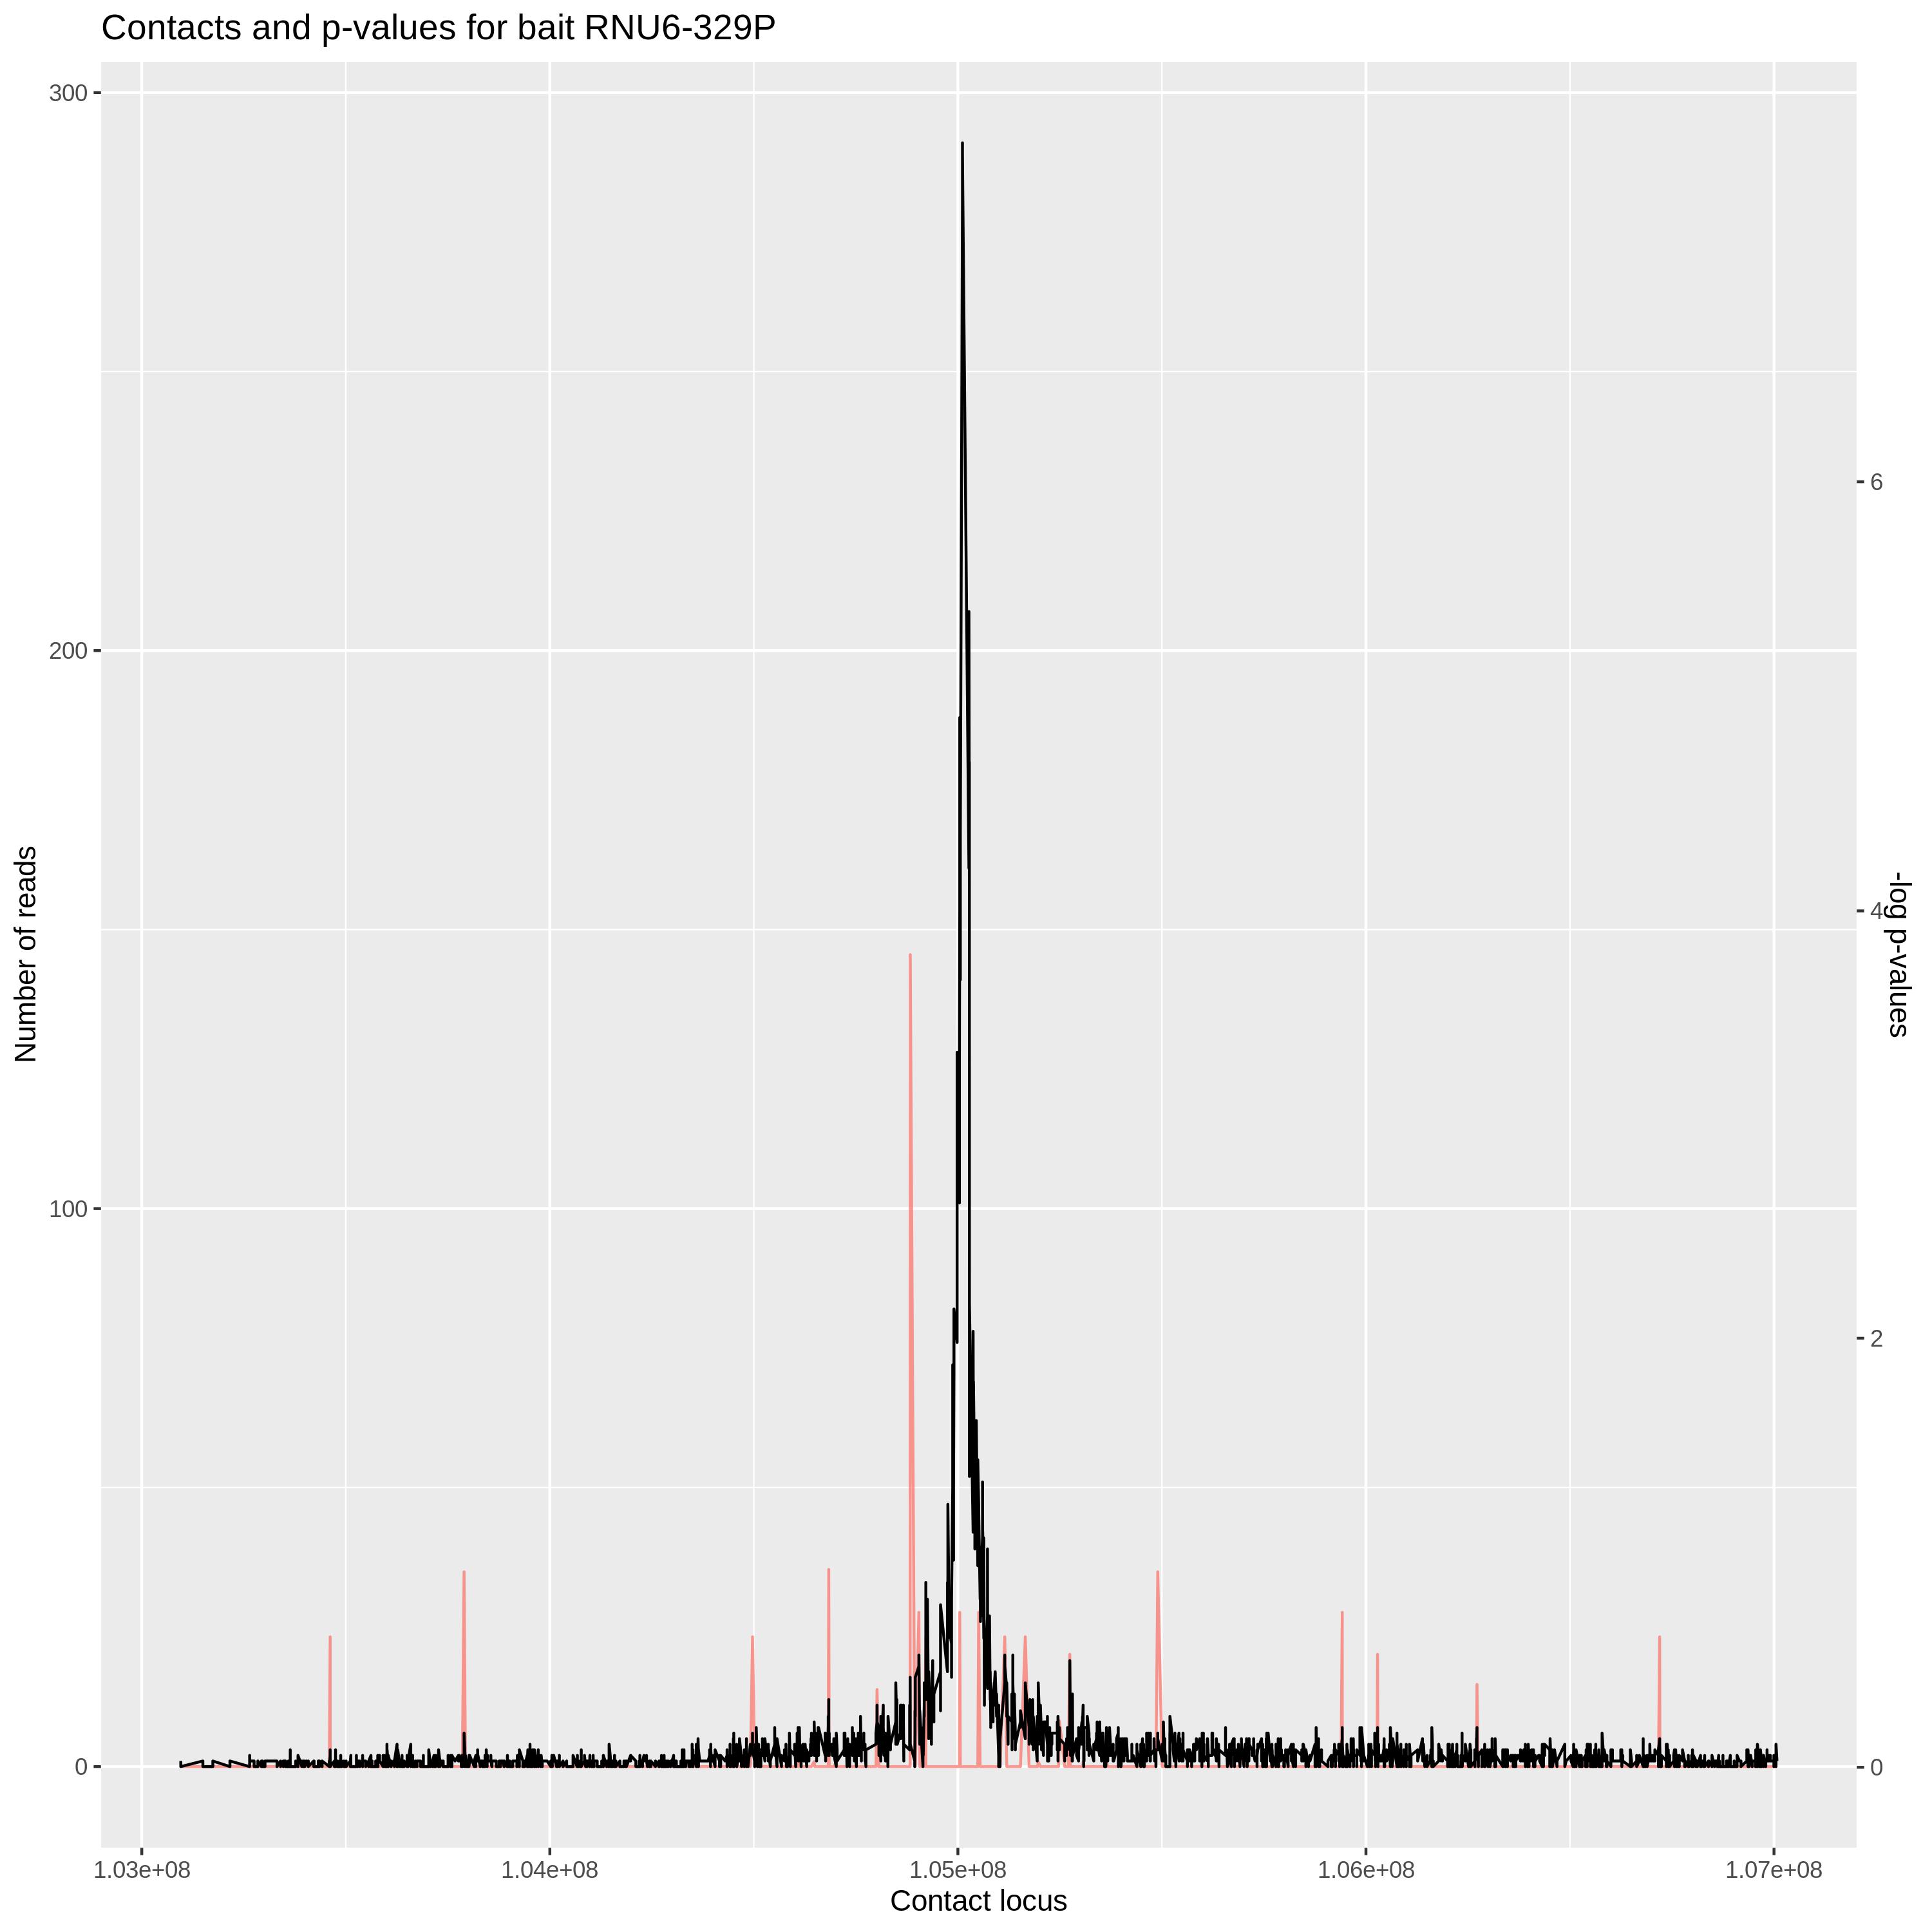 Contacts and p-values for bait RNU6-329P
300
200
100
0
Number of reads
6
4
2
0
-log p-values
1.03e+08
1.04e+08
1.05e+08
1.06e+08
1.07e+08
Contact locus